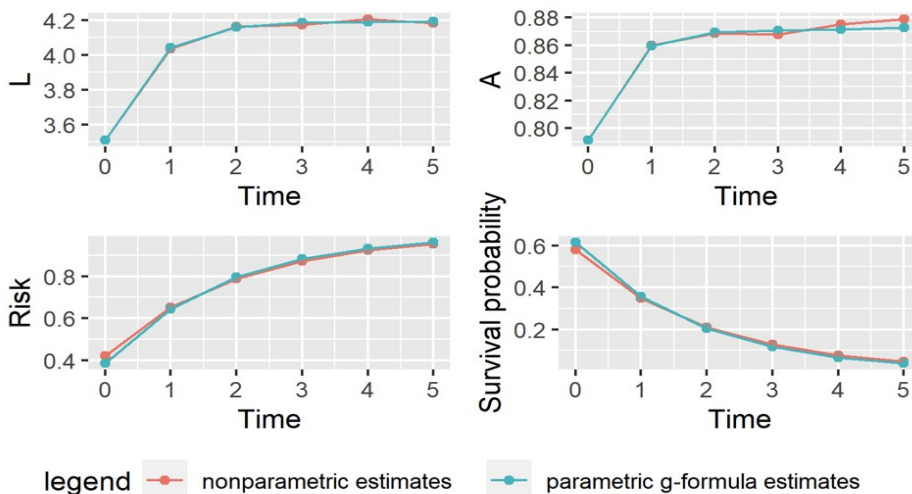 L
4.2
4.0
3.8
3.6
0 1 2 3 4 5
Time
A
0.88
0.86
0.84
0.82
0.80
0 1 2 3 4 5
Time
Risk
0.8
0.6
0.4
0 1 2 3 4 5
Time
Survival probability
0.6
0.4
0.2
0 1 2 3 4 5
Time
legend nonparametric estimates parametric g-formula estimates